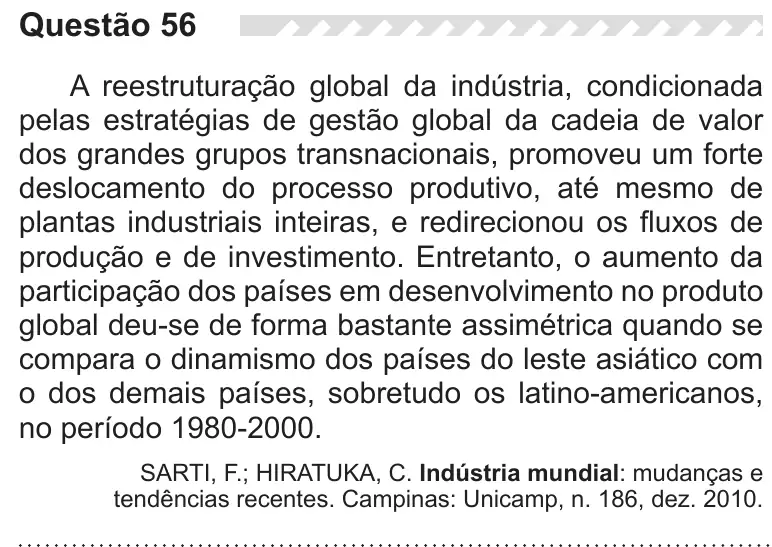 Questão 56
A reestruturação global da indústria, condicionada
pelas estratégias de gestão global da cadeia de valor
dos grandes grupos transnacionais, promoveu um forte
deslocamento do processo produtivo, até mesmo de
plantas industriais inteiras, e redirecionou os fluxos de
produção e de investimento. Entretanto, o aumento da
participação dos países em desenvolvimento no produto
global deu-se de forma bastante assimétrica quando se
compara o dinamismo dos países do leste asiático com
o dos demais países, sobretudo os latino-americanos,
no período 1980-2000.
SARTI, F.; HIRATUKA, C. Indústria mundial: mudanças e
tendências recentes. Campinas: Unicamp, n. 186, dez. 2010.